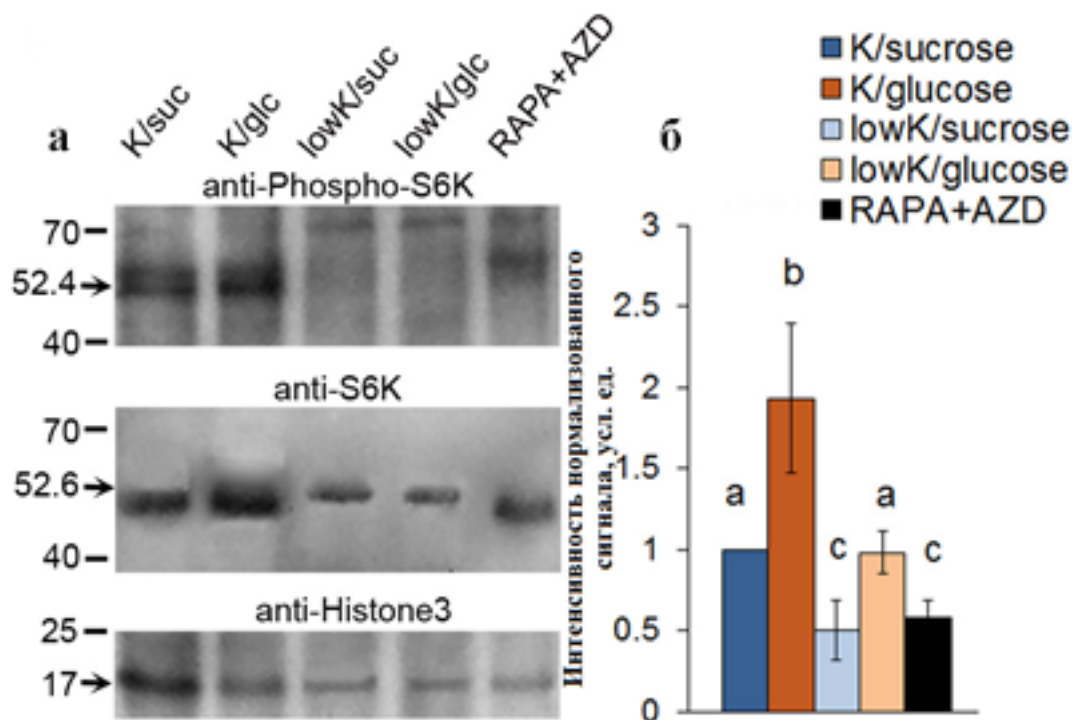 а
K/suc
K/glc
lowK/suc
lowK/glc
RAPA+AZD
anti-Phospho-S6K
70
52.4
40
anti-S6K
70
52.6
40
anti-Histone3
25
17
б
K/sucrose
K/glucose
lowK/sucrose
lowK/glucose
RAPA+AZD
Интенсивность нормализованного
сигнала, усл. ед.
3
2.5
2
1.5
1
0.5
0
a
b
c
a
c